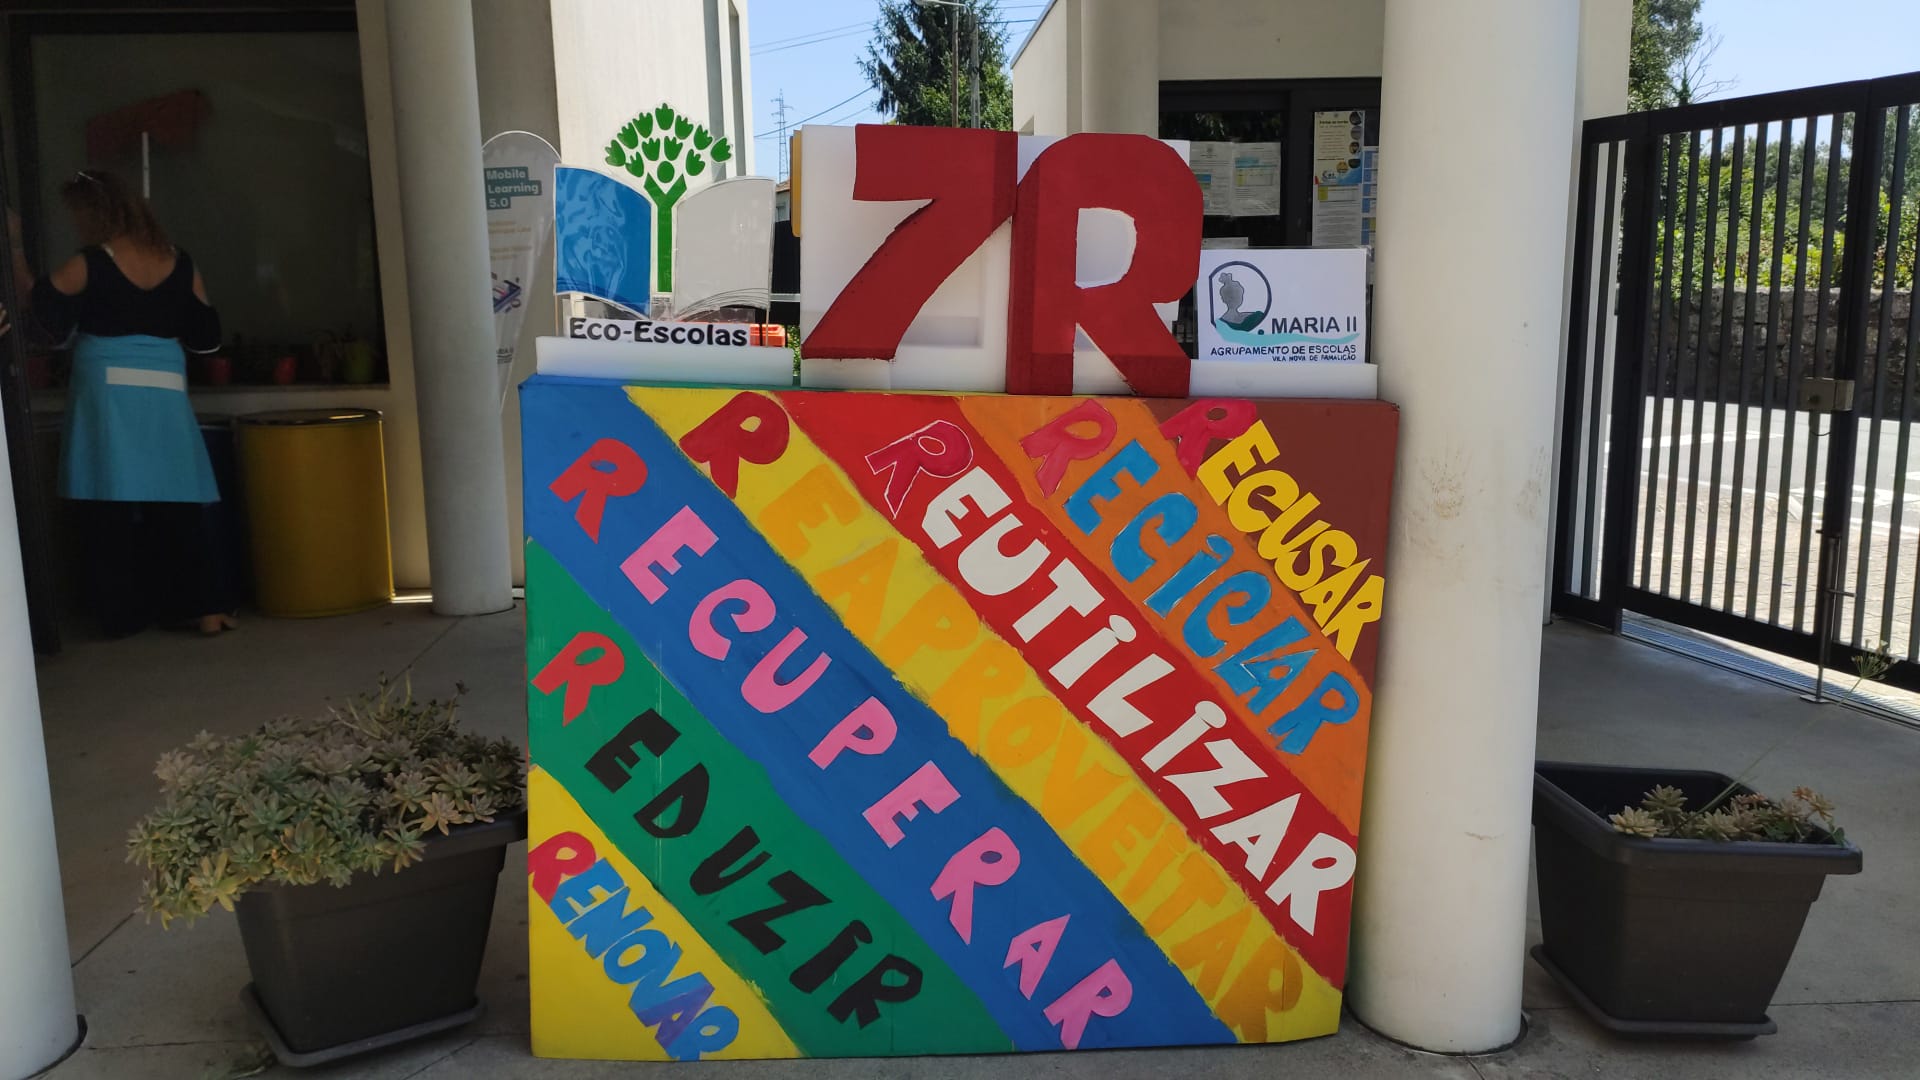 Mobile
Learning
5.0
Eco-Escolas
7R
D. MARIA II
AGRUPAMENTO DE ESCOLAS
VILA NOVA DE FAMALICÃO
RECUSAR
RECICLAR
REUTILIZAR
REAPROVEITAR
RECUPERAR
REDUZIR
RENOVAR